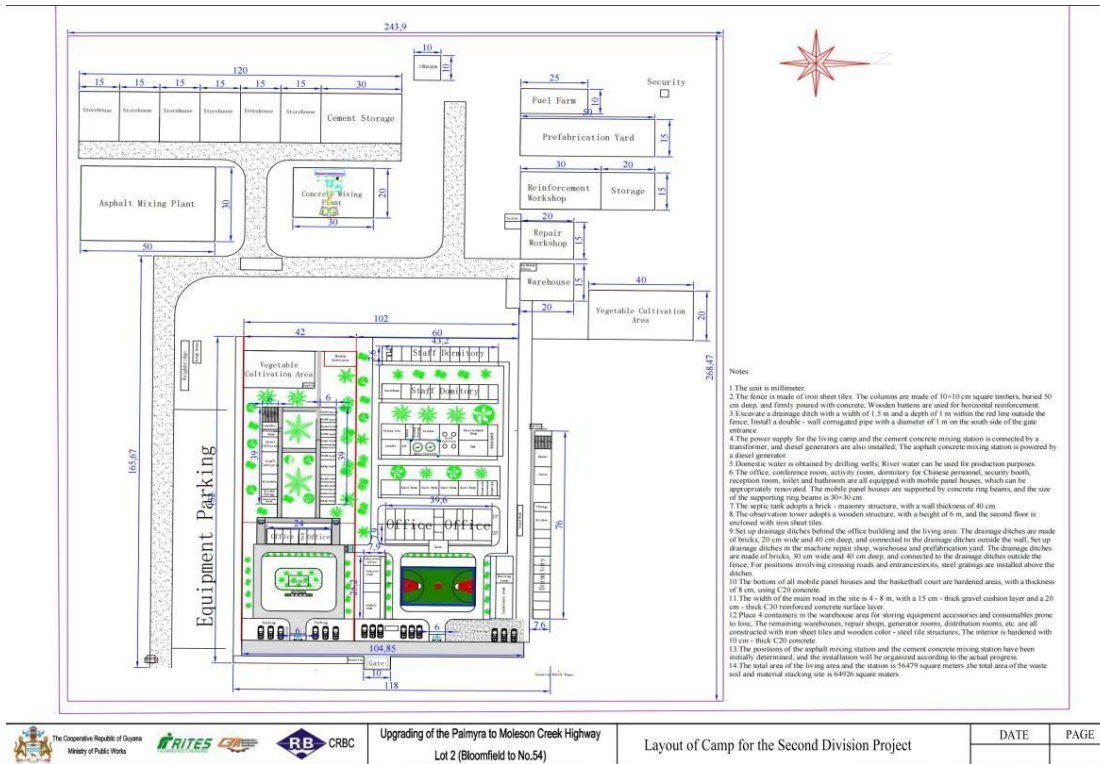 243,9
120
15 15 15 15 15 15 30
Storehouse Storehouse Storehouse Storehouse Storehouse Storehouse Cement Storage
10
10
25
Security
Fuel Farm
10
50
Prefabrication Yard
15
30 20
Reinforcement Workshop
Storage
15
Asphalt Mixing Plant
30
50
Concrete Mixing Plant
20
30
20
Repair Workshop
15
Warehouse
15
20
40
Vegetable Cultivation Area
20
268,47
165,67
102
42 60
43,2
7,6
Staff Dormitory
Staff Domitory
Vegetable Cultivation Area
6 6
39 39
Equipment Parking
24
Office Office
39,6
Office Office
7,9
7,9
25,2
76
7,6
Parking Parking
6 6
104,85
Gate
10
118
Notes:
1.The unit is millimeter.
2.The fence is made of iron sheet tiles. The columns are made of 10×10 cm square timbers, buried 50
cm deep, and firmly poured with concrete; Wooden battens are used for horizontal reinforcement.
3.Excavate a drainage ditch with a width of 1.5 m and a depth of 1 m within the red line outside the
fence; Install a double - wall corrugated pipe with a diameter of 1 m on the south side of the gate
entrance.
4.The power supply for the living camp and the cement concrete mixing station is connected by a
transformer, and diesel generators are also installed; The asphalt concrete mixing station is powered by
a diesel generator.
5.Domestic water is obtained by drilling wells; River water can be used for production purposes.
6.The office, conference room, activity room, dormitory for Chinese personnel, security booth,
reception room, toilet and bathroom are all equipped with mobile panel houses, which can be
appropriately renovated. The mobile panel houses are supported by concrete ring beams, and the size
of the supporting ring beams is 30×30 cm.
7.The septic tank adopts a brick - masonry structure, with a wall thickness of 40 cm.
8.The observation tower adopts a wooden structure, with a height of 6 m, and the second floor is
enclosed with iron sheet tiles.
9.Set up drainage ditches behind the office building and the living area: The drainage ditches are made
of bricks, 20 cm wide and 40 cm deep, and connected to the drainage ditches outside the wall; Set up
drainage ditches in the machine repair shop, warehouse and prefabrication yard: The drainage ditches
are made of bricks, 30 cm wide and 40 cm deep, and connected to the drainage ditches outside the
fence; For positions involving crossing roads and entrances/exits, steel gratings are installed above the
ditches.
10.The bottom of all mobile panel houses and the basketball court are hardened areas, with a thickness
of 8 cm, using C20 concrete.
11.The width of the main road in the site is 4 - 8 m, with a 15 cm - thick gravel cushion layer and a 20
cm - thick C30 reinforced concrete surface layer.
12.Place 4 containers in the warehouse area for storing equipment accessories and consumables prone
to loss; The remaining warehouses, repair shops, generator rooms, distribution rooms, etc. are all
constructed with iron sheet tiles and wooden color - steel tile structures; The interior is hardened with
10 cm - thick C20 concrete.
13.The positions of the asphalt mixing station and the cement concrete mixing station have been
initially determined, and the installation will be organized according to the actual progress.
14.The total area of the living area and the station is 56479 square meters ,the total area of the waste
soil and material stacking site is 64926 square maters.
The Cooperative Republic of Guyana
Ministry of Public Works
RITES
RB
CRBC
Upgrading of the Palmyra to Moleson Creek Highway
Lot 2 (Bloomfield to No.54)
Layout of Camp for the Second Division Project
DATE
PAGE